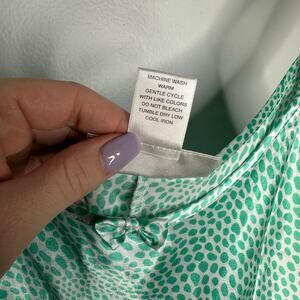 MACHINE WASH
WARM
GENTLE CYCLE
WITH LIKE COLORS
DO NOT BLEACH
TUMBLE DRY LOW
COOL IRON